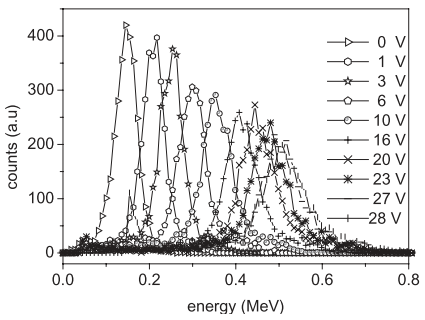 400
300
200
100
0
counts (a.u)
0.0 0.2 0.4 0.6 0.8
energy (MeV)
0 V
1 V
3 V
6 V
10 V
16 V
20 V
23 V
27 V
28 V